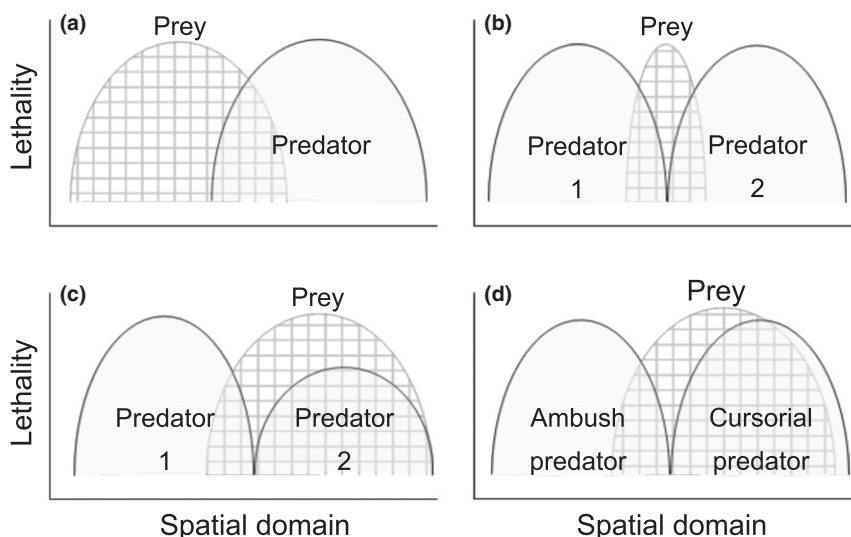 (a)
Prey
Lethality
Predator
(b)
Prey
Predator
1
Predator
2
(c)
Prey
Lethality
Predator
1
Predator
2
Spatial domain
(d)
Prey
Ambush
predator
Cursorial
predator
Spatial domain